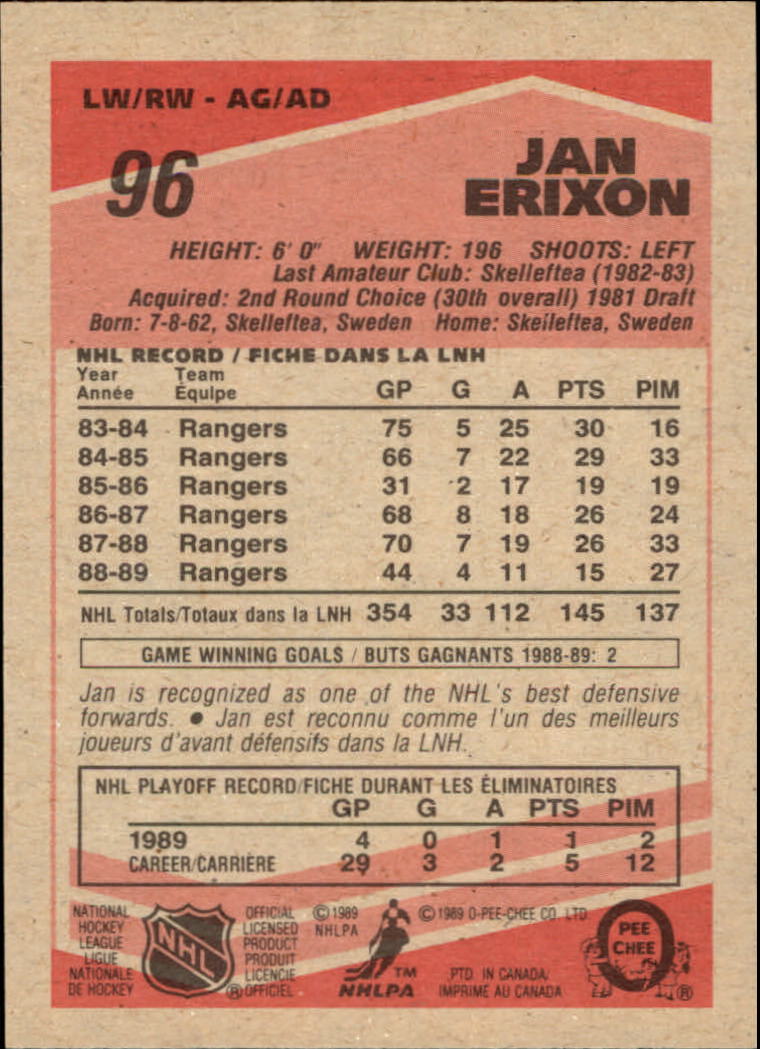 LW/RW - AG/AD
96
JAN
ERIXON
HEIGHT: 6' 0" WEIGHT: 196 SHOOTS: LEFT
Last Amateur Club: Skelleftea (1982-83)
Acquired: 2nd Round Choice (30th overall) 1981 Draft
Born: 7-8-62, Skelleftea, Sweden Home: Skelleftea, Sweden
NHL RECORD / FICHE DANS LA LNH
Year Team
Année Équipe GP G A PTS PIM
83-84 Rangers 75 5 25 30 16
84-85 Rangers 66 7 22 29 33
85-86 Rangers 31 2 17 19 19
86-87 Rangers 68 8 18 26 24
87-88 Rangers 70 7 19 26 33
88-89 Rangers 44 4 11 15 27
NHL Totals/Totaux dans la LNH 354 33 112 145 137
GAME WINNING GOALS / BUTS GAGNANTS 1988-89: 2
Jan is recognized as one of the NHL's best defensive
forwards. ● Jan est reconnu comme l'un des meilleurs
joueurs d'avant défensifs dans la LNH.
NHL PLAYOFF RECORD/FICHE DURANT LES ÉLIMINATOIRES
GP G A PTS PIM
1989 4 0 1 1 2
CAREER/CARRIÈRE 29 3 2 5 12
NATIONAL
HOCKEY
LEAGUE
LIGUE
NATIONALE
DE HOCKEY
NHL
OFFICIAL
LICENSED
PRODUCT
PRODUIT
LICENCIE
® OFFICIEL
© 1989
NHLPA
TM
NHLPA
© 1989 O-PEE-CHEE CO. LTD
PTD. IN CANADA/
IMPRIME AU CANADA
O
PEE
CHEE
®